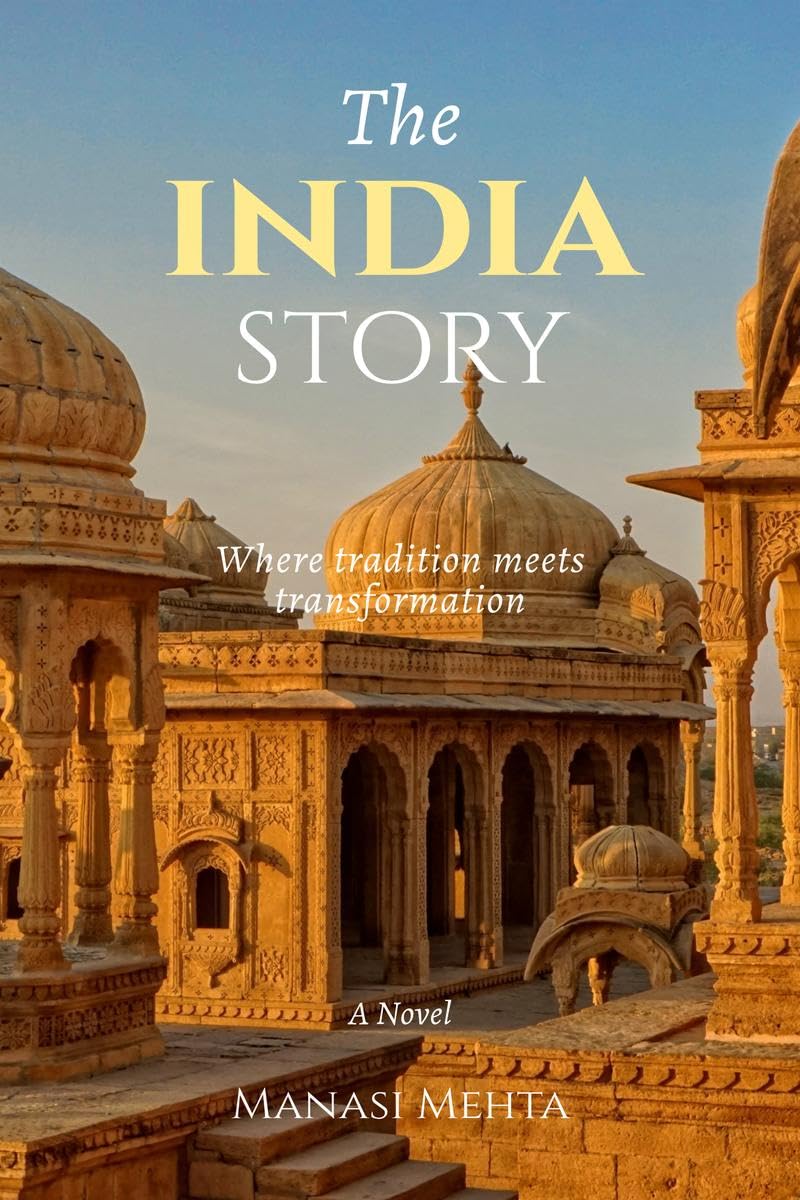 The
INDIA
STORY
Where tradition meets
transformation
A Novel
MANASI MEHTA